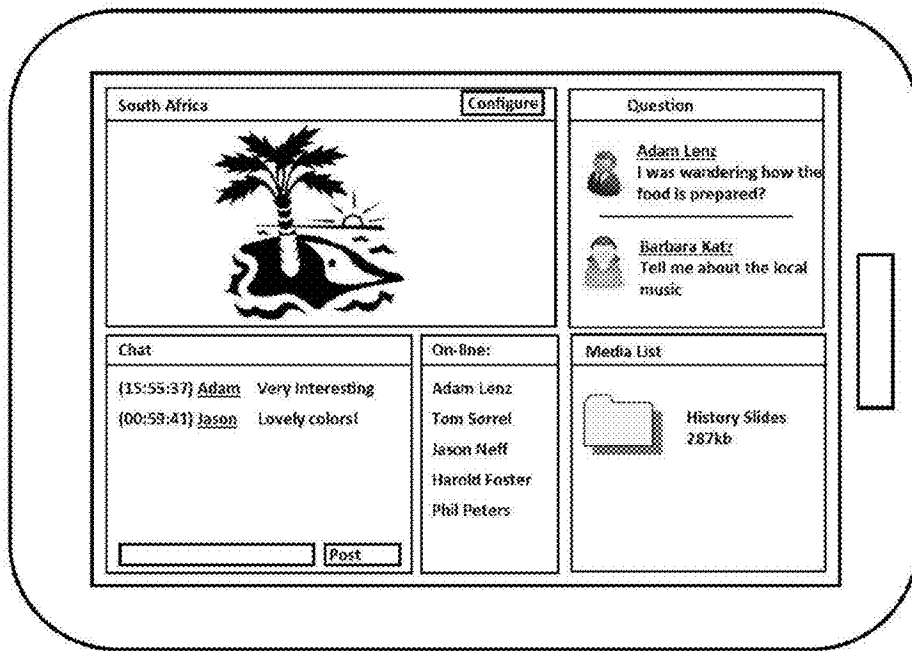 South Africa
Configure
Question
Adam Lenz
I was wandering how the
food is prepared?
Barbara Katz
Tell me about the local
music
Chat
(15:55:37) Adam Very Interesting
(00:59:41) Jason Lovely colors!
Post
On-line:
Adam Lenz
Tom Sorrel
Jason Neff
Harold Foster
Phil Peters
Media List
History Slides
287kb